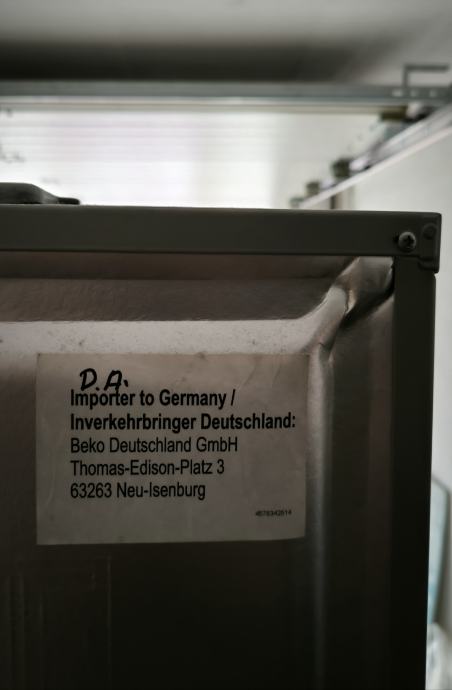 D.A.
Importer to Germany /
Inverkehrbringer Deutschland:
Beko Deutschland GmbH
Thomas-Edison-Platz 3
63263 Neu-Isenburg